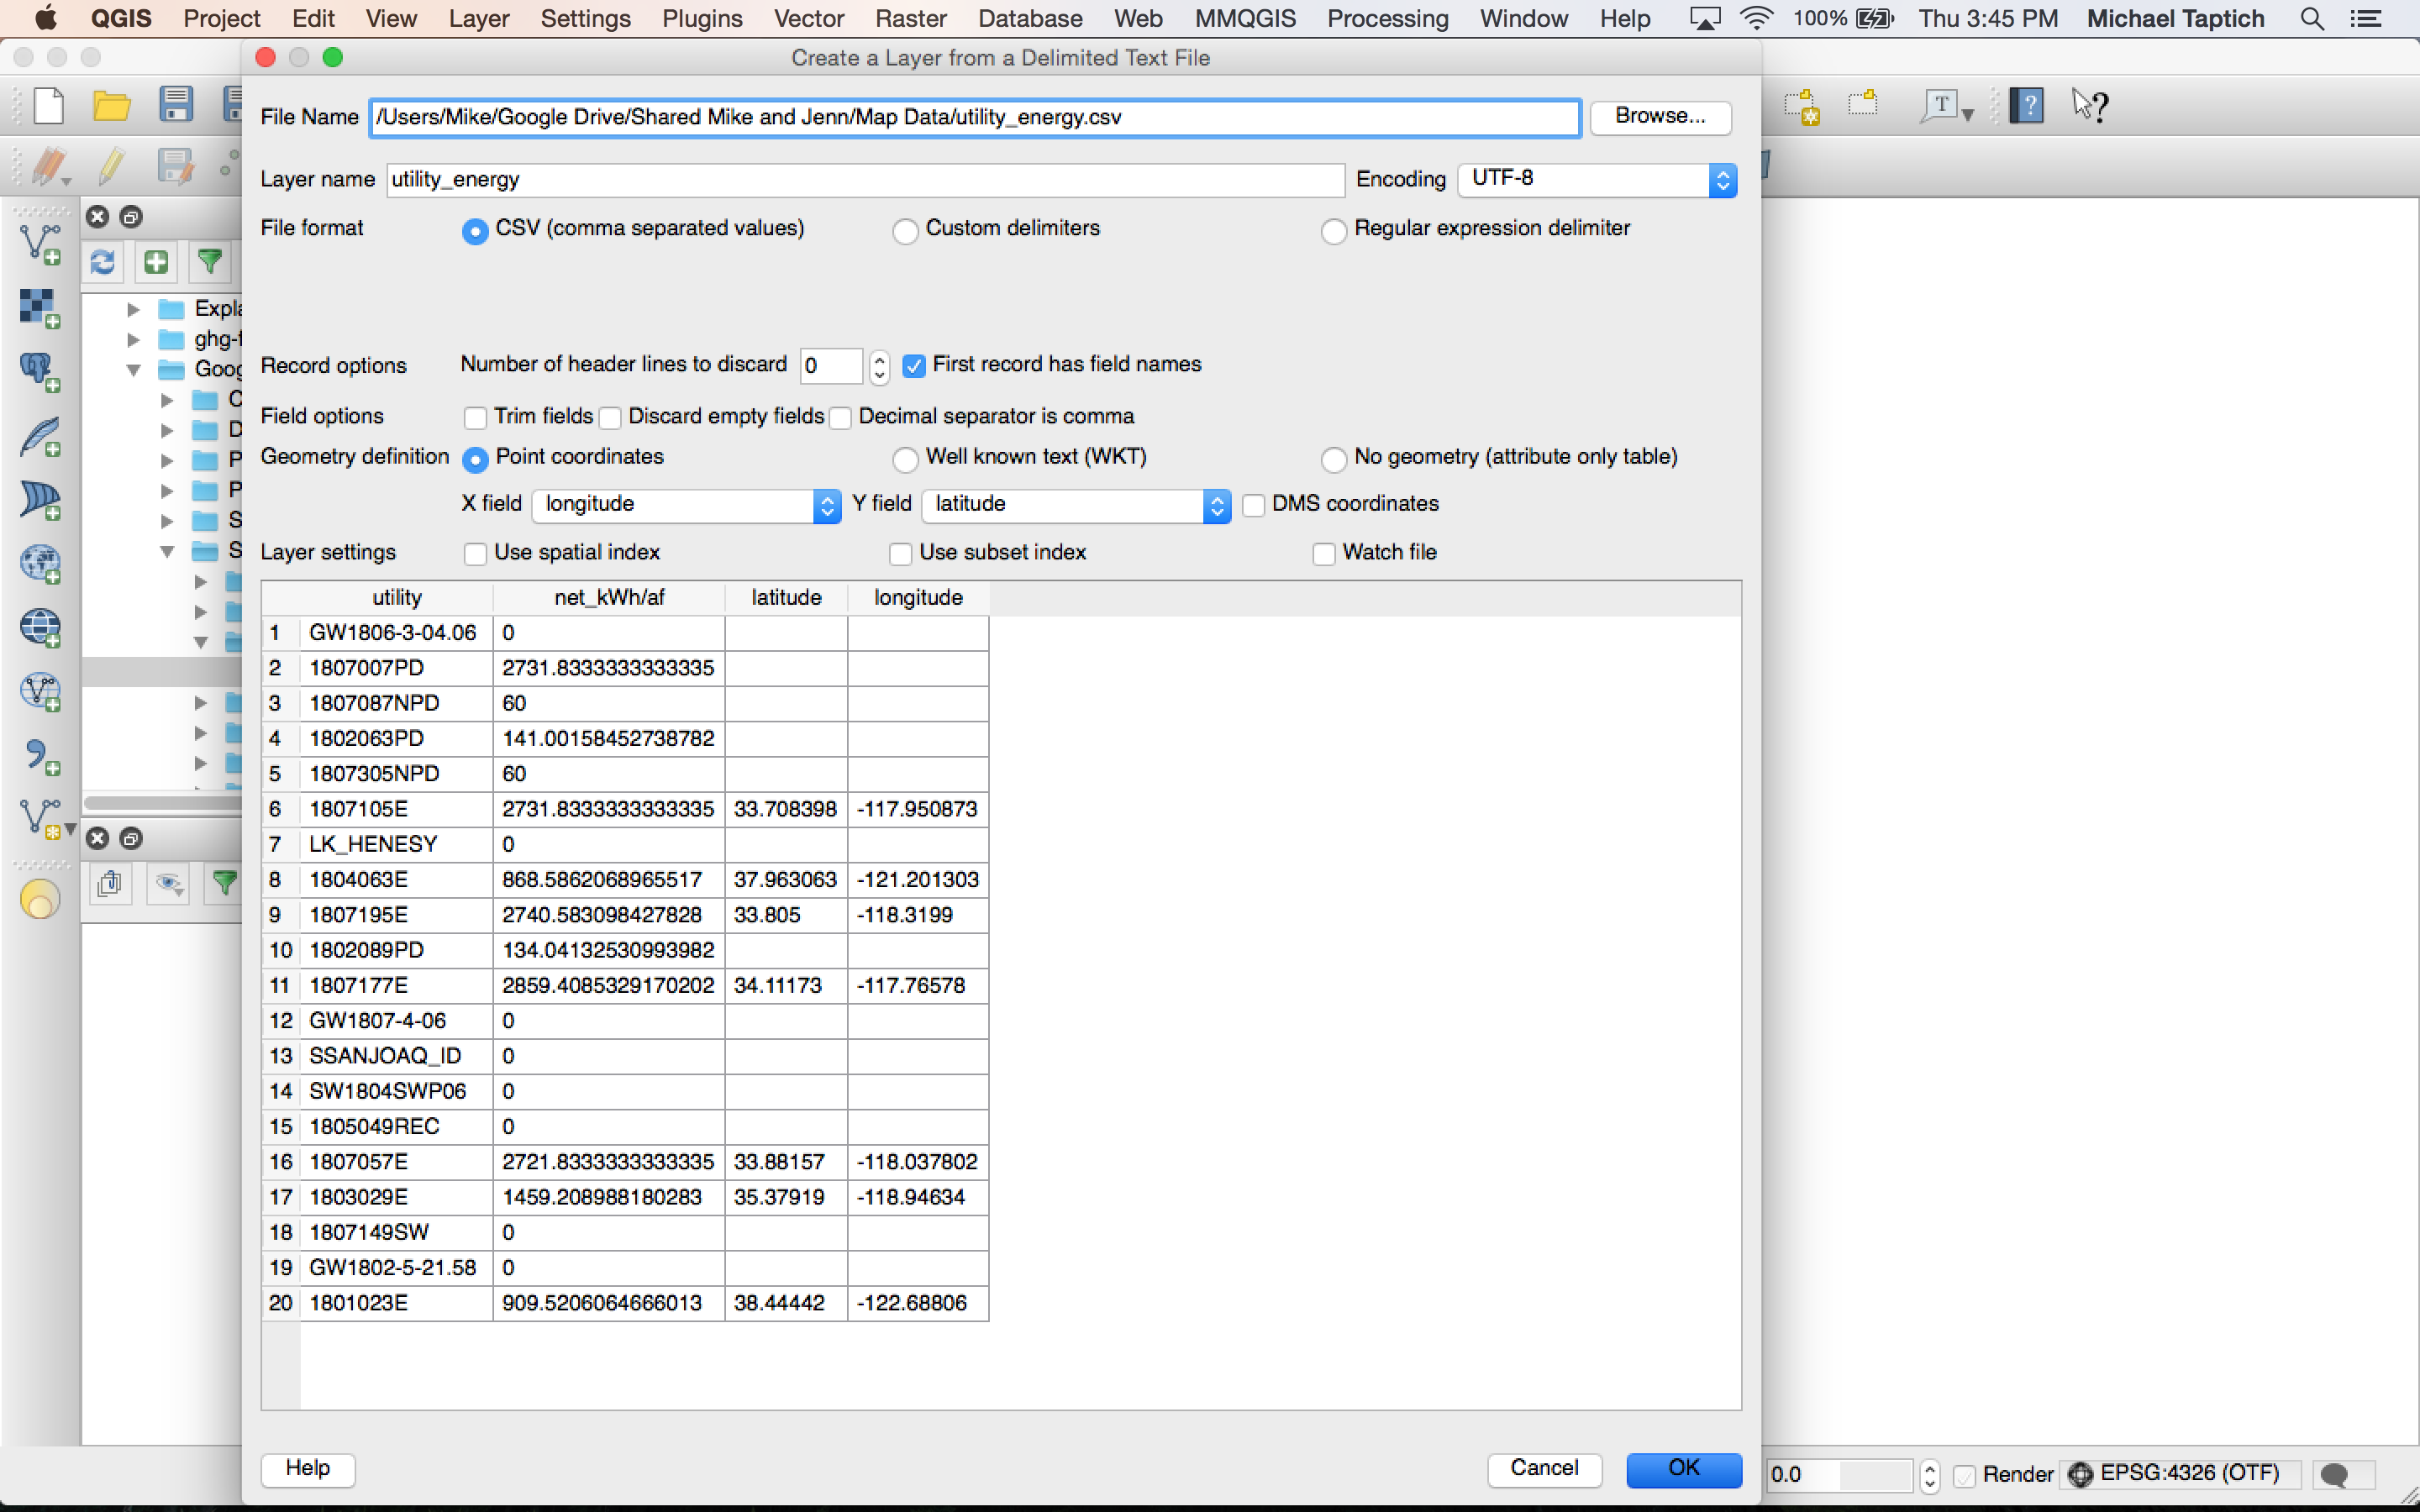 QGIS Project Edit View Layer Settings Plugins Vector Raster Database Web MMQGIS Processing Window Help 100% Thu 3:45 PM Michael Taptich
Create a Layer from a Delimited Text File
File Name /Users/Mike/Google Drive/Shared Mike and Jenn/Map Data/utility_energy.csv Browse...
T ? ?
Layer name utility_energy Encoding UTF-8
File format CSV (comma separated values) Custom delimiters Regular expression delimiter
Record options Number of header lines to discard 0 First record has field names
Field options Trim fields Discard empty fields Decimal separator is comma
Geometry definition Point coordinates Well known text (WKT) No geometry (attribute only table)
X field longitude Y field latitude DMS coordinates
Layer settings Use spatial index Use subset index Watch file
utility net_kWh/af latitude longitude
1 GW1806-3-04.06 0
2 1807007PD 2731.8333333333335
3 1807087NPD 60
4 1802063PD 141.00158452738782
5 1807305NPD 60
6 1807105E 2731.8333333333335 33.708398 -117.950873
7 LK_HENESY 0
8 1804063E 868.5862068965517 37.963063 -121.201303
9 1807195E 2740.583098427828 33.805 -118.3199
10 1802089PD 134.04132530993982
11 1807177E 2859.4085329170202 34.11173 -117.76578
12 GW1807-4-06 0
13 SSANJOAQ_ID 0
14 SW1804SWP06 0
15 1805049REC 0
16 1807057E 2721.8333333333335 33.88157 -118.037802
17 1803029E 1459.208988180283 35.37919 -118.94634
18 1807149SW 0
19 GW1802-5-21.58 0
20 1801023E 909.5206064666013 38.44442 -122.68806
Help Cancel OK
0.0 Render EPSG:4326 (OTF)